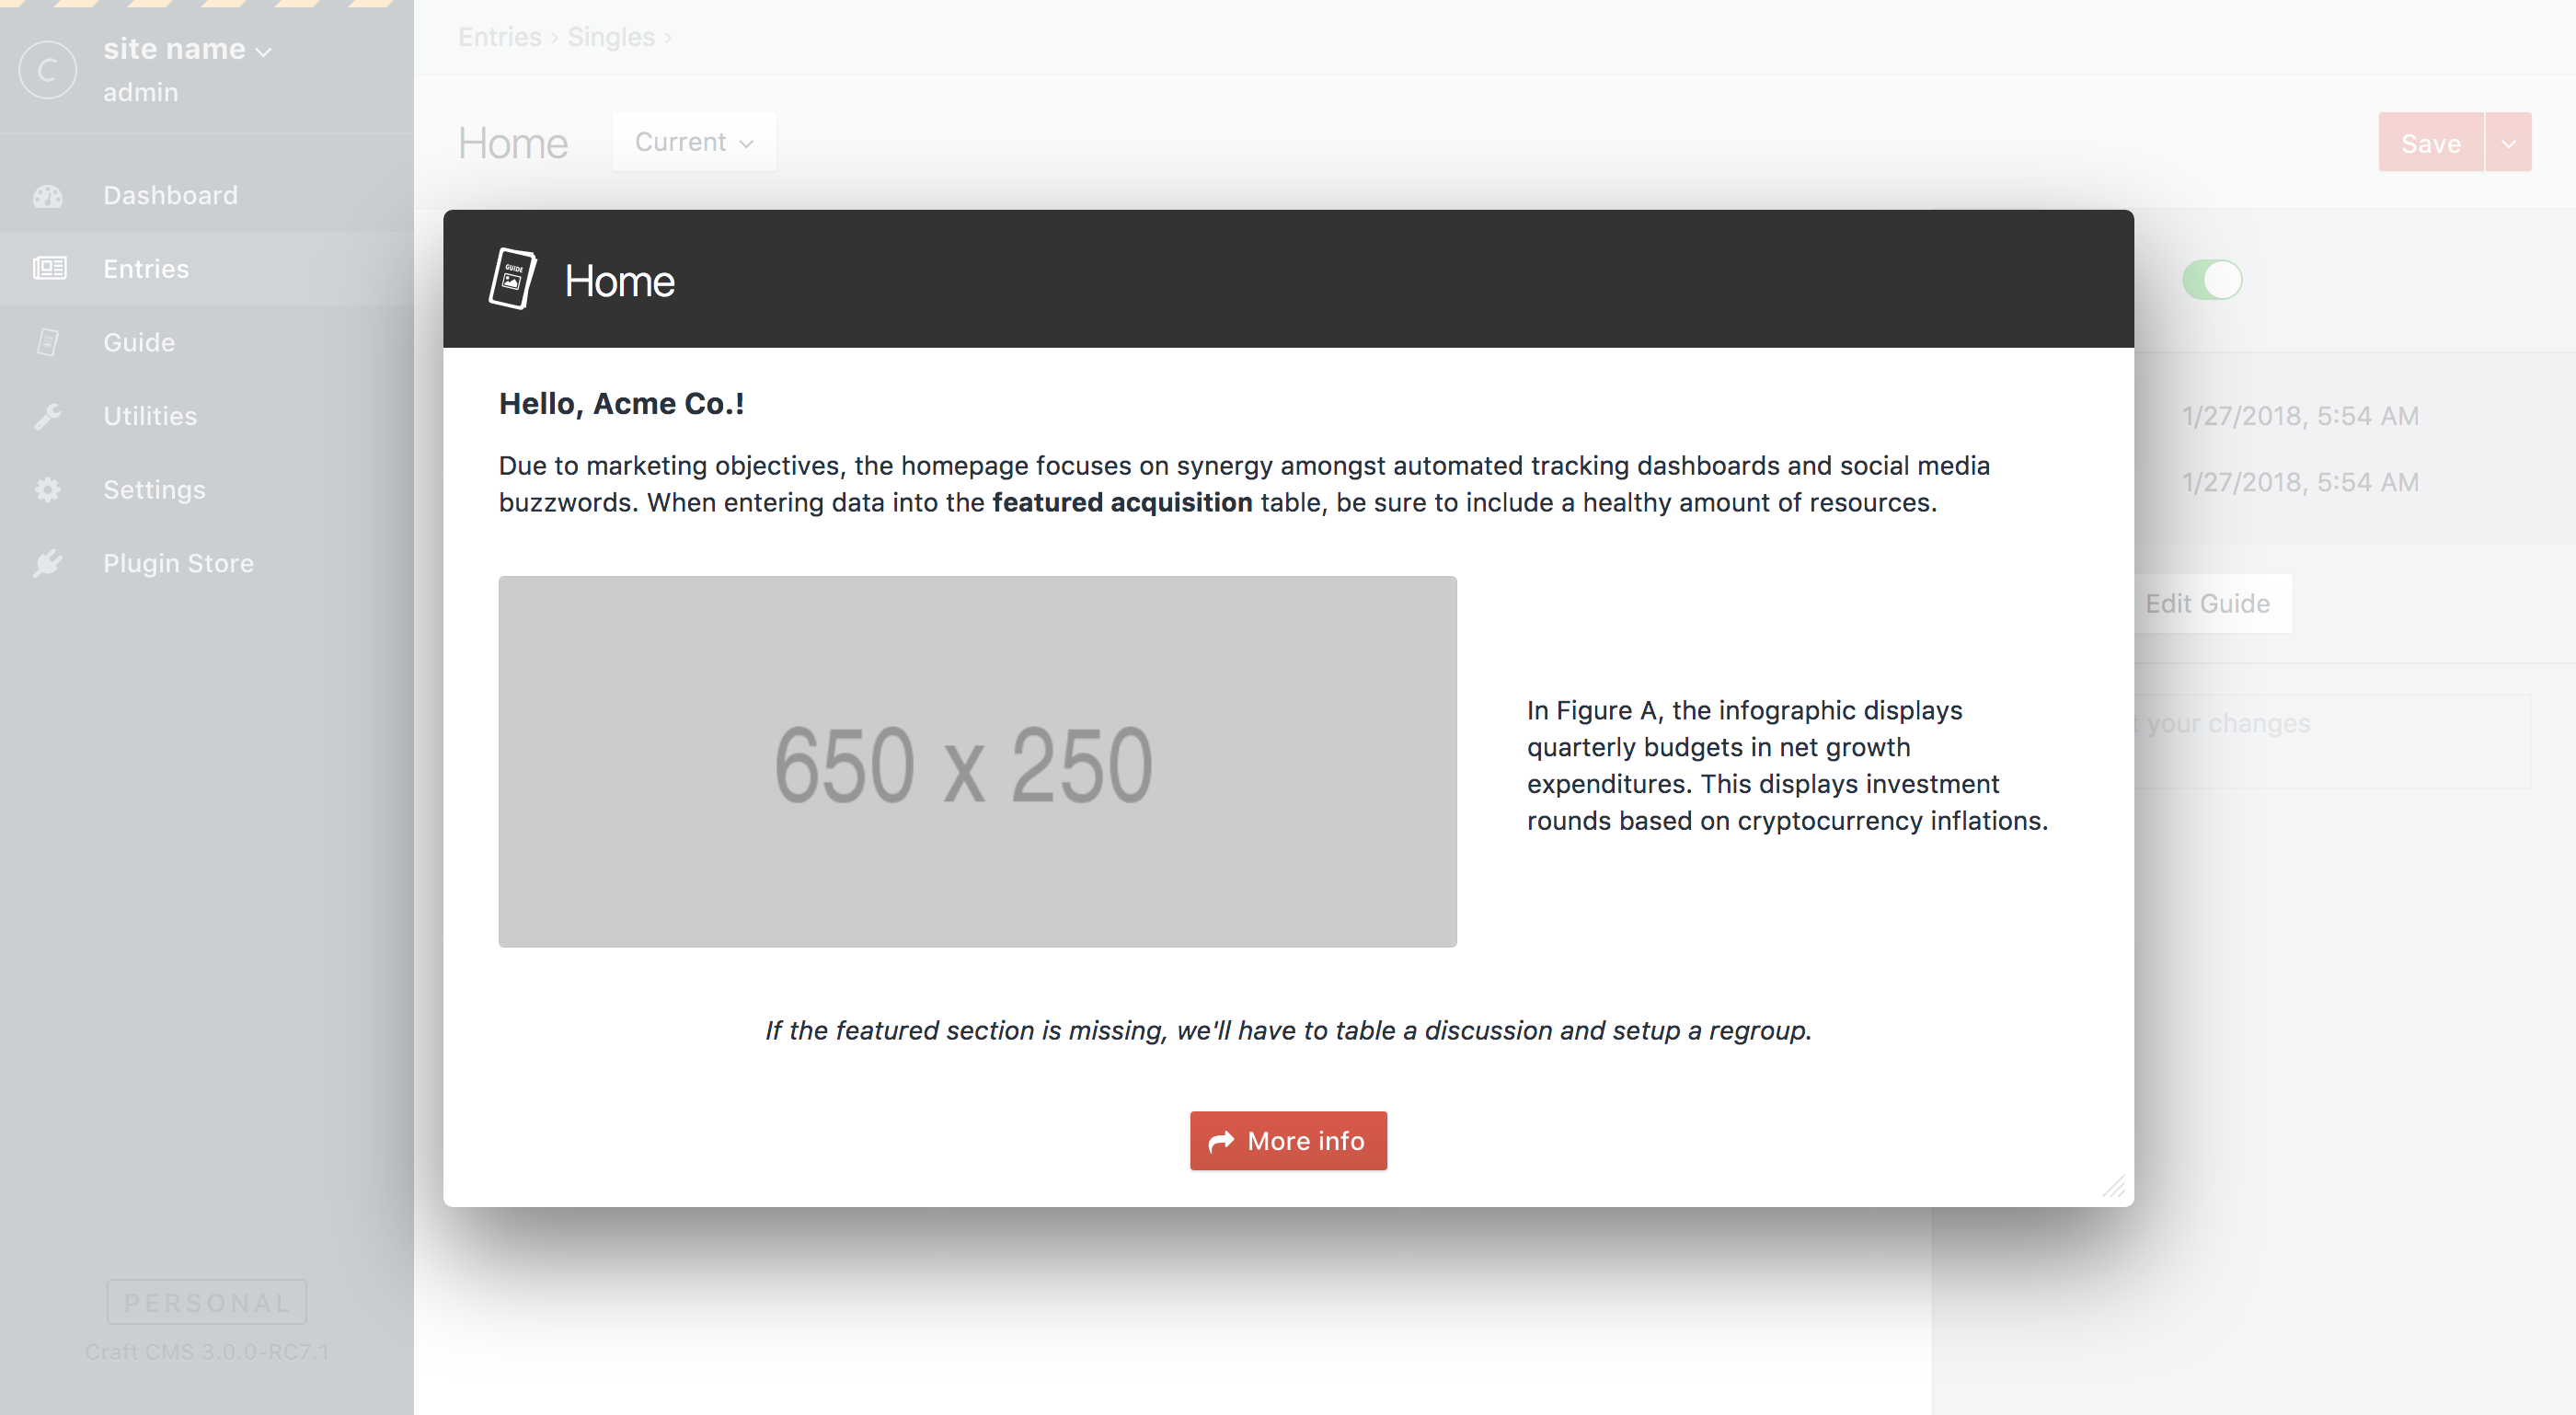 site name
admin
Dashboard
Entries
Guide
Utilities
Settings
Plugin Store
PERSONAL
Craft CMS 3.0.0-RC7.1
Entries › Singles ›
Home
Current
Save
GUIDE
Home
Hello, Acme Co.!
Due to marketing objectives, the homepage focuses on synergy amongst automated tracking dashboards and social media
buzzwords. When entering data into the featured acquisition table, be sure to include a healthy amount of resources.
650 x 250
In Figure A, the infographic displays
quarterly budgets in net growth
expenditures. This displays investment
rounds based on cryptocurrency inflations.
If the featured section is missing, we'll have to table a discussion and setup a regroup.
More info
1/27/2018, 5:54 AM
1/27/2018, 5:54 AM
Edit Guide
your changes